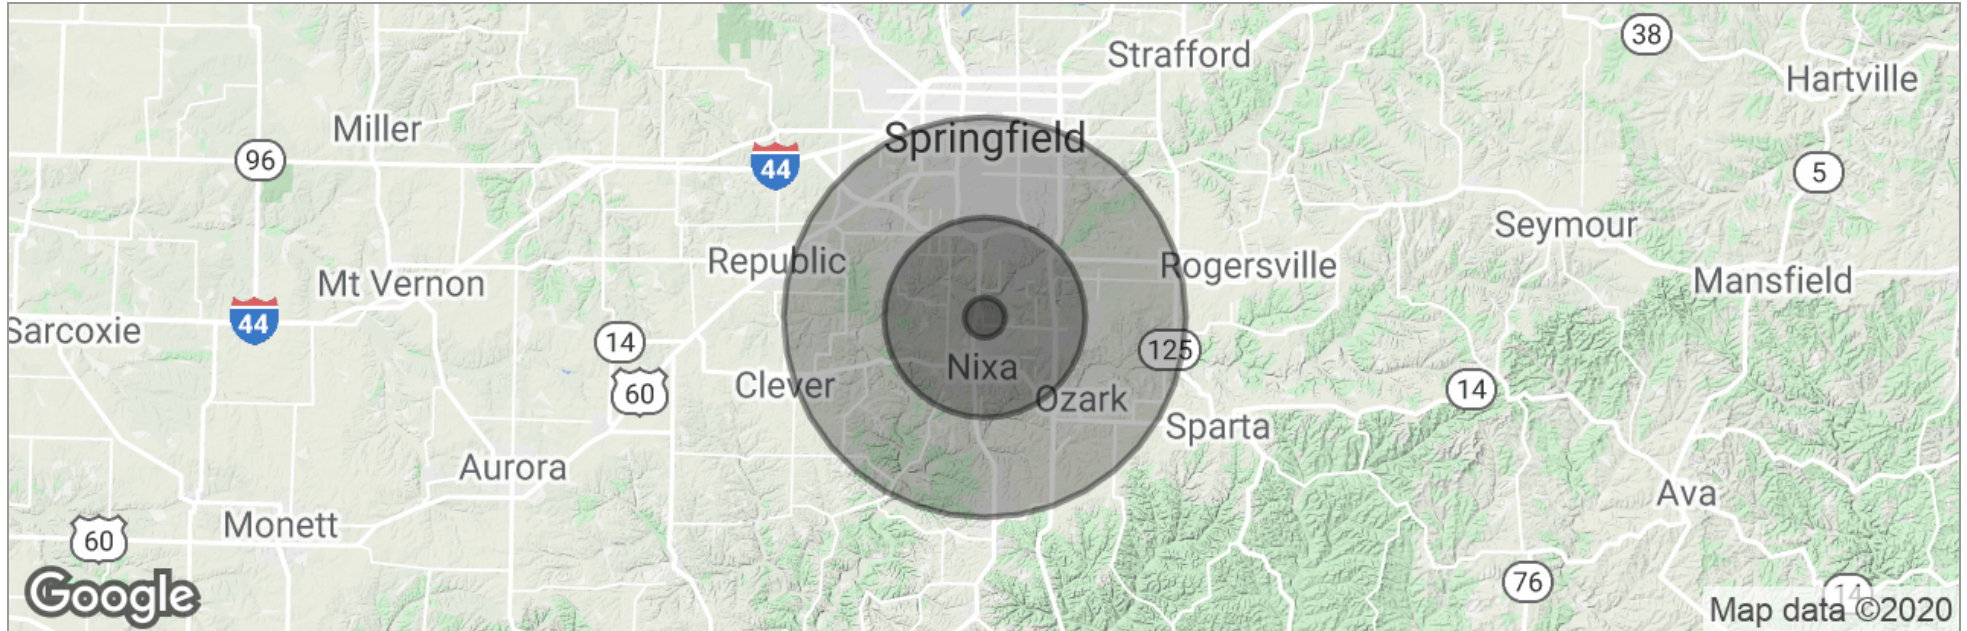 38
Strafford
Hartville
Miller
Springfield
96
44
5
Seymour
Republic
Rogersville
Mt Vernon
Mansfield
44
Sarcoxie
14
125
Nixa
Clever
60
14
Ozark
Sparta
Aurora
Ava
Monett
60
76
14
Google
Map data ©2020